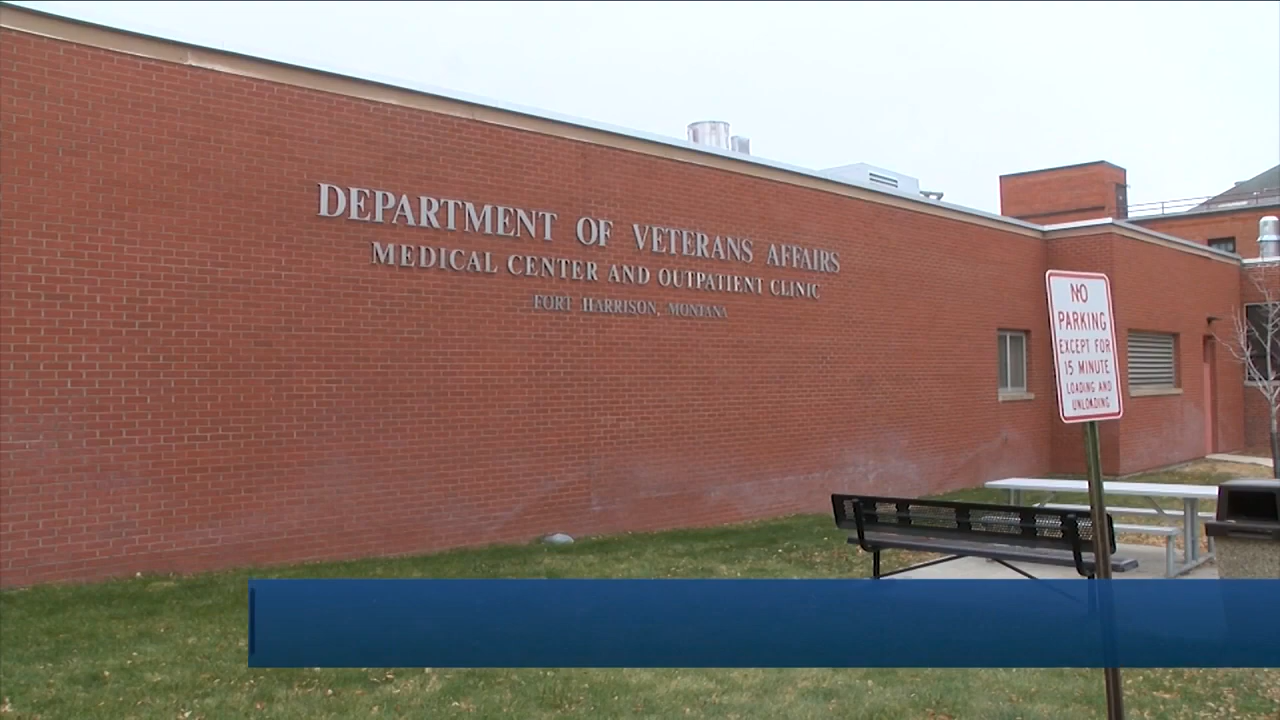 DEPARTMENT OF VETERANS AFFAIRS
MEDICAL CENTER AND OUTPATIENT CLINIC
FORT HARRISON, MONTANA
NO
PARKING
EXCEPT FOR
15 MINUTE
LOADING AND
UNLOADING